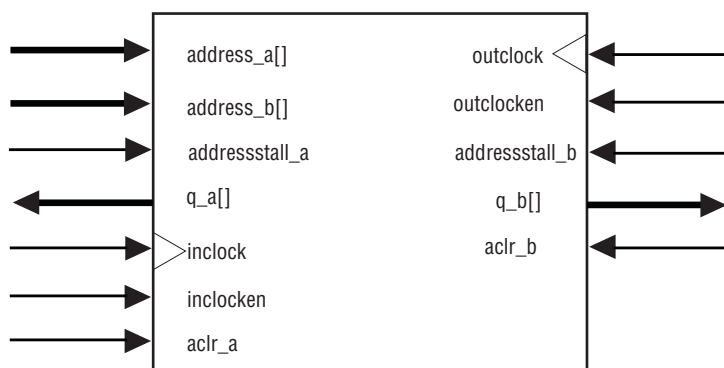 address_a[]
address_b[]
addressstall_a
q_a[]
inclock
inclocken
aclr_a
outclock
outclocken
addressstall_b
q_b[]
aclr_b